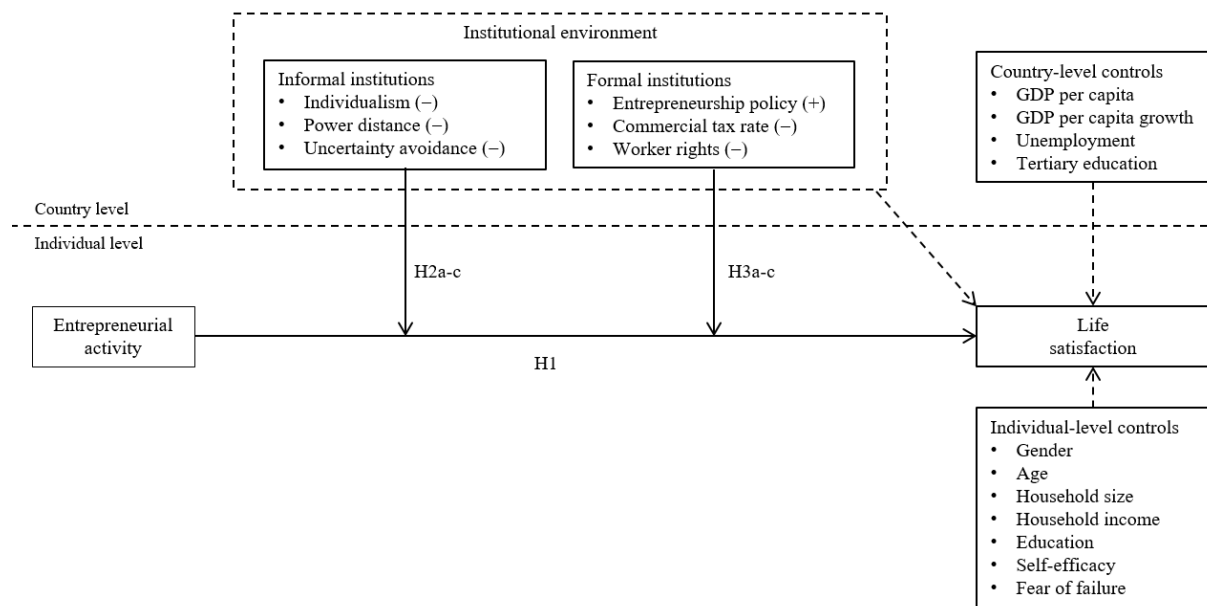 Institutional environment
Informal institutions
• Individualism (−)
• Power distance (−)
• Uncertainty avoidance (−)
Formal institutions
• Entrepreneurship policy (+)
• Commercial tax rate (−)
• Worker rights (−)
Country-level controls
• GDP per capita
• GDP per capita growth
• Unemployment
• Tertiary education
Country level
Individual level
H2a-c
H3a-c
Entrepreneurial
activity
H1
Life
satisfaction
Individual-level controls
• Gender
• Age
• Household size
• Household income
• Education
• Self-efficacy
• Fear of failure